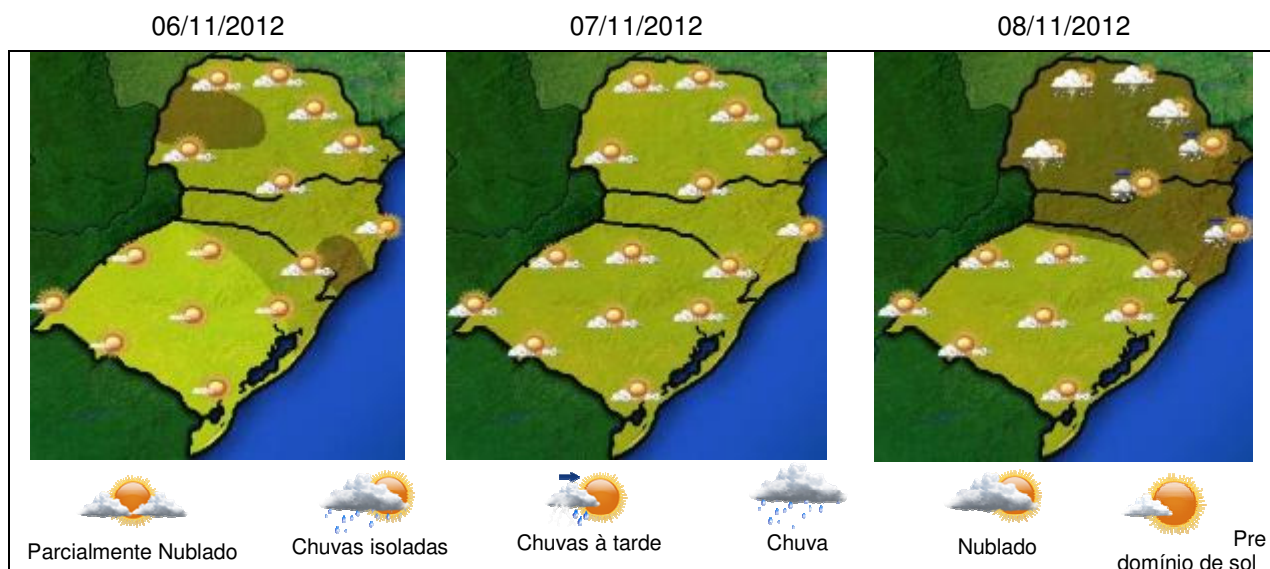 06/11/2012 07/11/2012 08/11/2012
Parcialmente Nublado Chuvas isoladas Chuvas à tarde Chuva Nublado Pre
domínio de sol